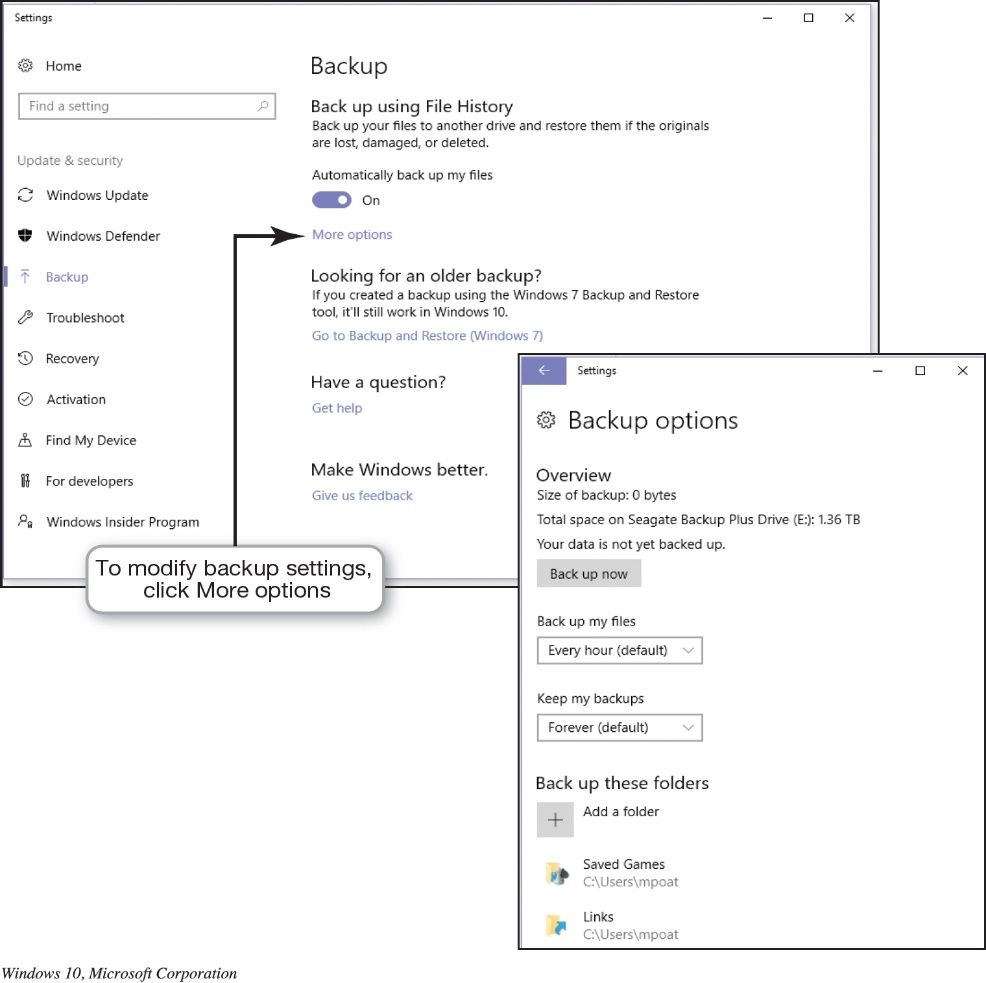 Settings
Home
Find a setting
Update & security
Windows Update
Windows Defender
Backup
Troubleshoot
Recovery
Activation
Find My Device
For developers
Windows Insider Program
Backup
Back up using File History
Back up your files to another drive and restore them if the originals
are lost, damaged, or deleted.
Automatically back up my files
On
More options
Looking for an older backup?
If you created a backup using the Windows 7 Backup and Restore
tool, it'll still work in Windows 10.
Go to Backup and Restore (Windows 7)
Have a question?
Get help
Make Windows better.
Give us feedback
To modify backup settings,
click More options
Settings
Backup options
Overview
Size of backup: 0 bytes
Total space on Seagate Backup Plus Drive (E:): 1.36 TB
Your data is not yet backed up.
Back up now
Back up my files
Every hour (default)
Keep my backups
Forever (default)
Back up these folders
Add a folder
Saved Games
C:\Users\mpoat
Links
C:\Users\mpoat
Windows 10, Microsoft Corporation